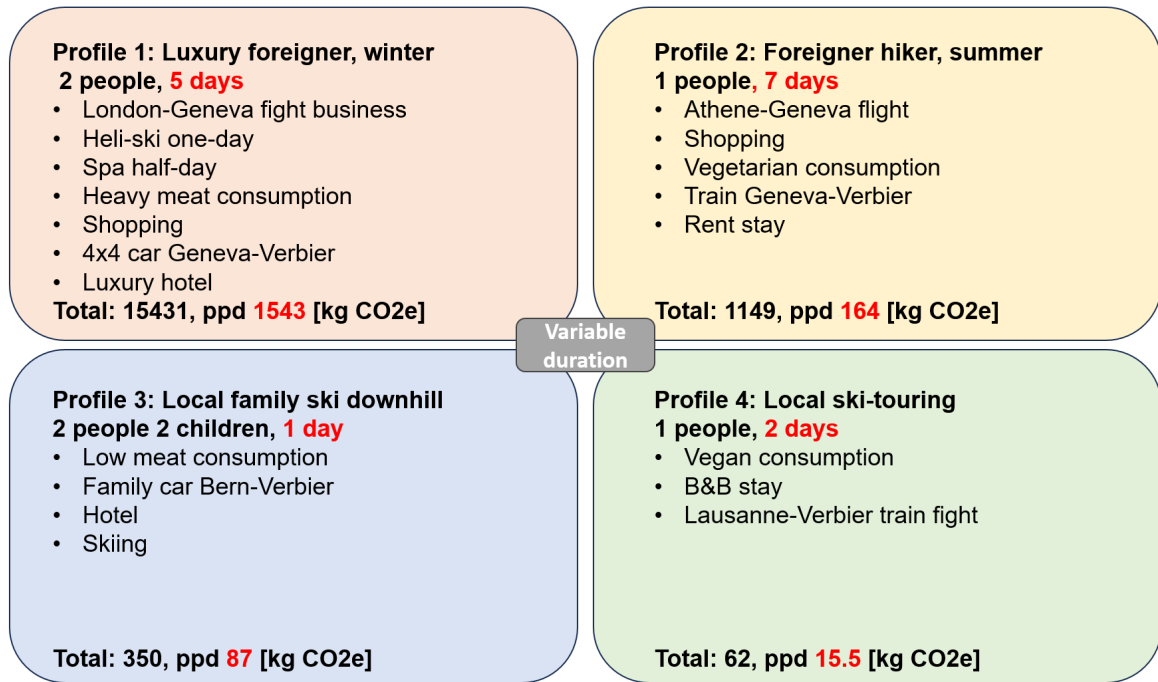 Profile 1: Luxury foreigner, winter
2 people, 5 days
• London-Geneva fight business
• Heli-ski one-day
• Spa half-day
• Heavy meat consumption
• Shopping
• 4x4 car Geneva-Verbier
• Luxury hotel
Total: 15431, ppd 1543 [kg CO2e]
Profile 2: Foreigner hiker, summer
1 people, 7 days
• Athene-Geneva flight
• Shopping
• Vegetarian consumption
• Train Geneva-Verbier
• Rent stay
Total: 1149, ppd 164 [kg CO2e]
Variable
duration
Profile 3: Local family ski downhill
2 people 2 children, 1 day
• Low meat consumption
• Family car Bern-Verbier
• Hotel
• Skiing
Total: 350, ppd 87 [kg CO2e]
Profile 4: Local ski-touring
1 people, 2 days
• Vegan consumption
• B&B stay
• Lausanne-Verbier train fight
Total: 62, ppd 15.5 [kg CO2e]